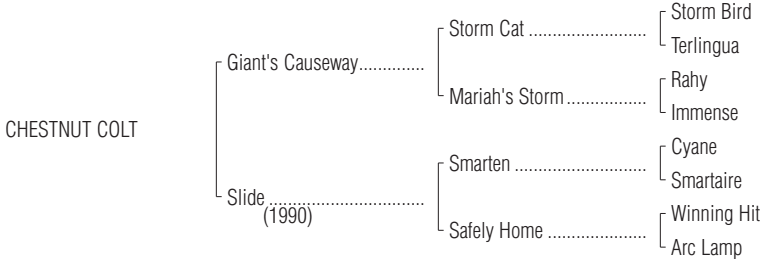 Storm Bird
Storm Cat ........................
Terlingua
Giant's Causeway..............
Rahy
Mariah's Storm .................
Immense
CHESTNUT COLT
Cyane
Smarten ...........................
Smartaire
Slide .................................
(1990)
Winning Hit
Safely Home ....................
Arc Lamp